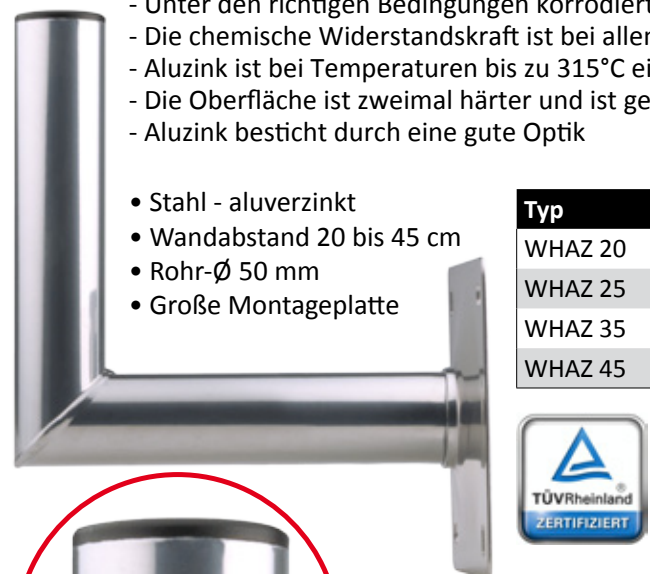 - Unter den richtigen Bedingungen korrodiert
- Die chemische Widerstandskraft ist bei aller
- Aluzink ist bei Temperaturen bis zu 315°C ei
- Die Oberfläche ist zweimal härter und ist ge
- Aluzink besticht durch eine gute Optik
• Stahl - aluverzinkt
• Wandabstand 20 bis 45 cm
• Rohr-Ø 50 mm
• Große Montageplatte
Typ
WHAZ 20
WHAZ 25
WHAZ 35
WHAZ 45
TÜVRheinland®
ZERTIFIZIERT